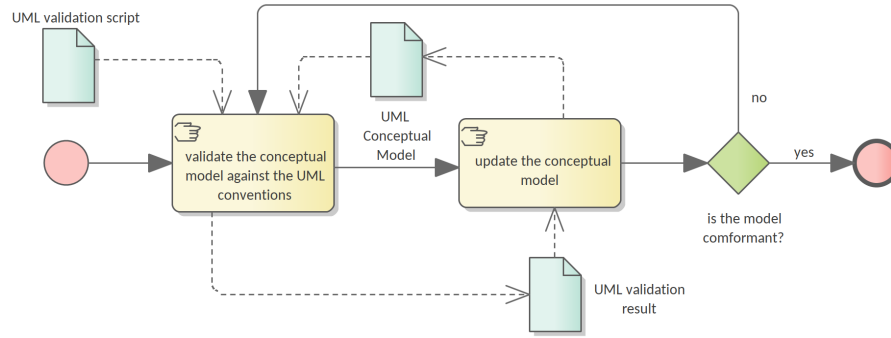 UML validation script
UML
Conceptual
Model
no
validate the conceptual
model against the UML
conventions
update the conceptual
model
yes
is the model
comformant?
UML validation
result